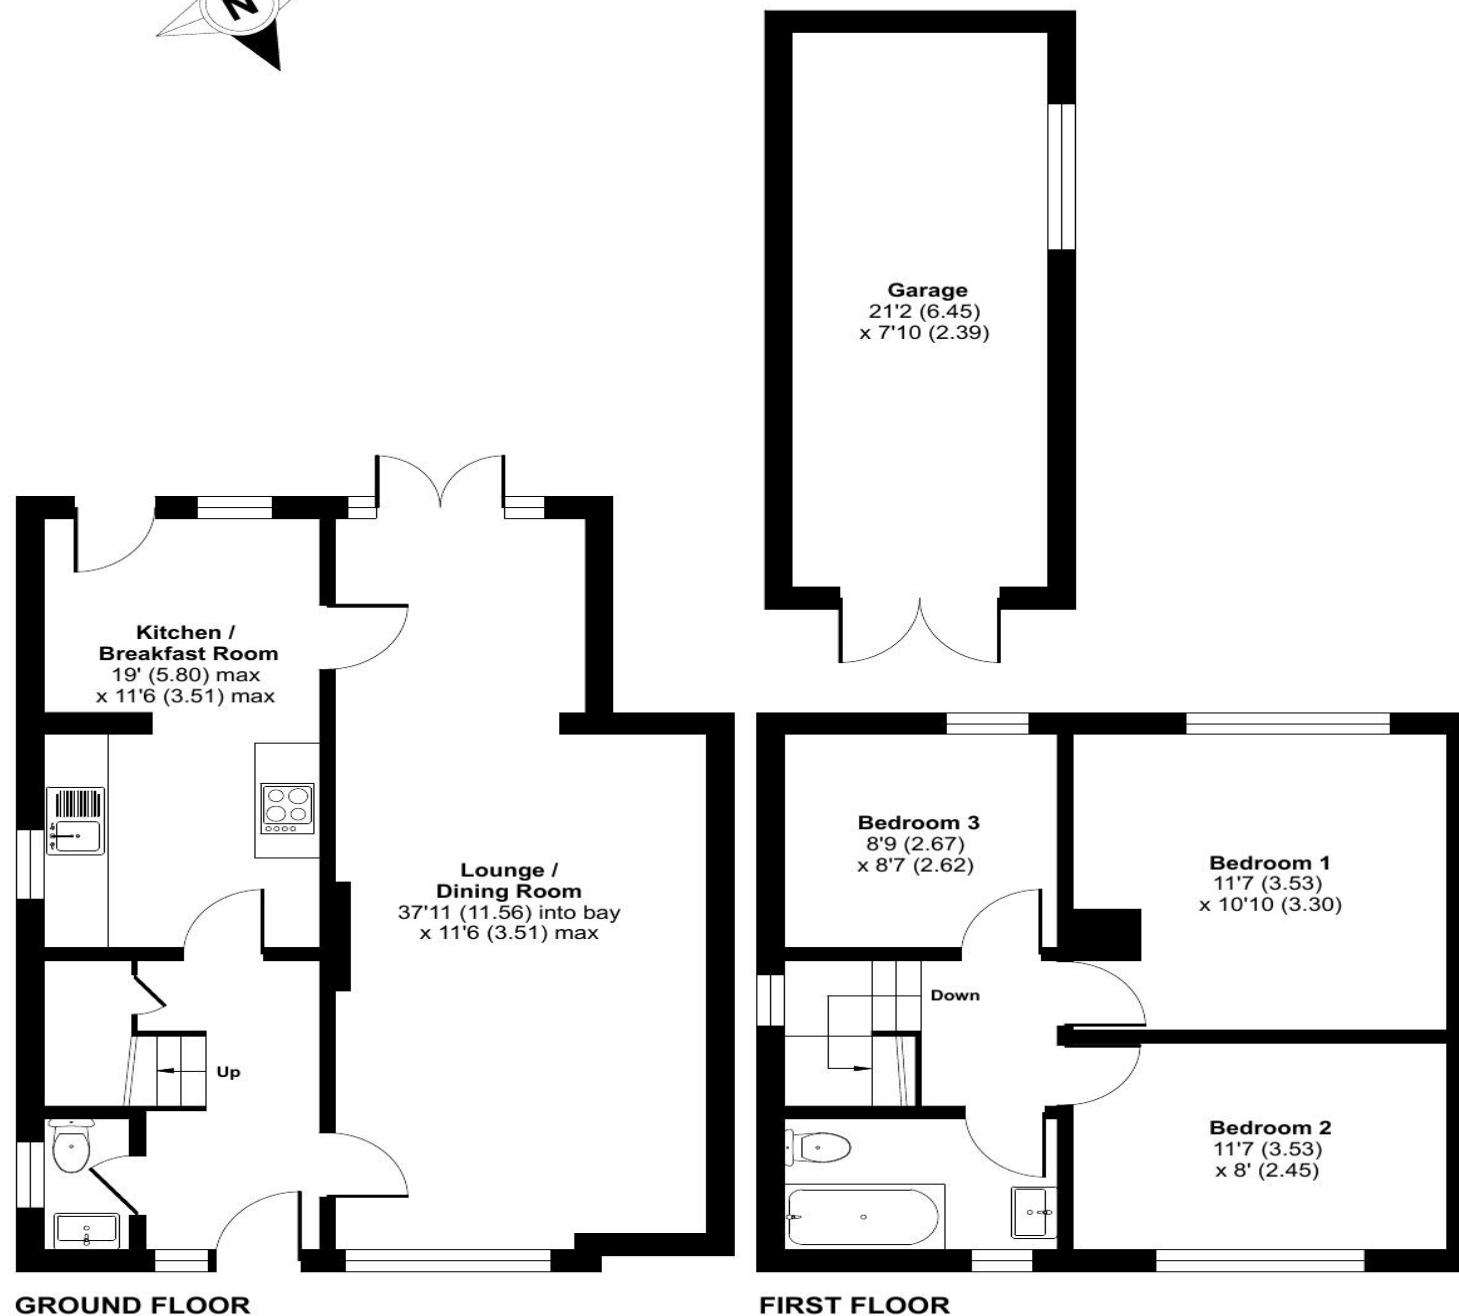 N
Garage
21'2 (6.45)
x 7'10 (2.39)
Kitchen /
Breakfast Room
19' (5.80) max
x 11'6 (3.51) max
Lounge /
Dining Room
37'11 (11.56) into bay
x 11'6 (3.51) max
Up
Bedroom 3
8'9 (2.67)
x 8'7 (2.62)
Bedroom 1
11'7 (3.53)
x 10'10 (3.30)
Down
Bedroom 2
11'7 (3.53)
x 8' (2.45)
GROUND FLOOR
FIRST FLOOR